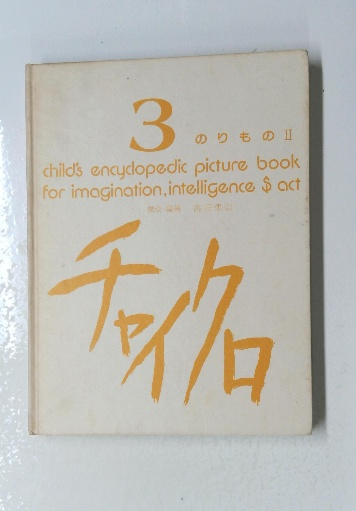 3 のりものⅡ
child's encyclopedic picture book
for imagination, intelligence $ act
チャイクロ